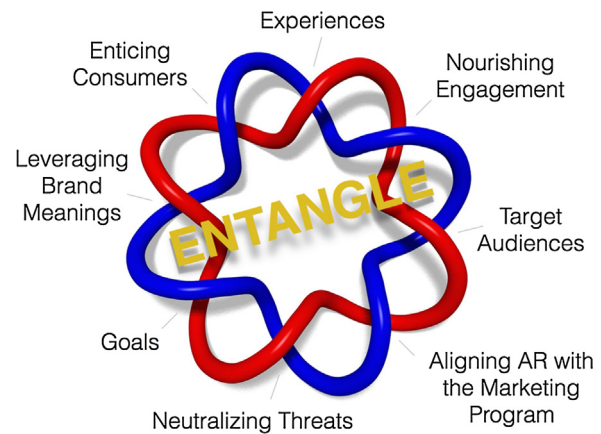 Experiences
Nourishing
Engagement
Target
Audiences
Aligning AR with
the Marketing
Program
Neutralizing Threats
Goals
Leveraging
Brand
Meanings
Enticing
Consumers
ENTANGLE